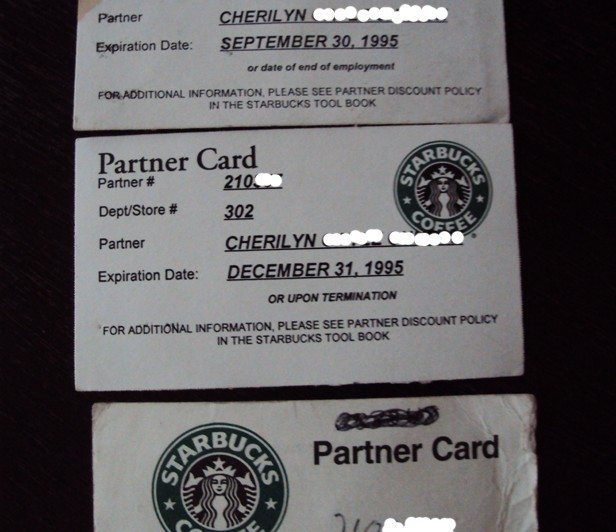 Partner CHERILYN
Expiration Date: SEPTEMBER 30, 1995
or date of end of employment
FOR ADDITIONAL INFORMATION, PLEASE SEE PARTNER DISCOUNT POLICY
IN THE STARBUCKS TOOL BOOK
Partner Card
Partner # 210
Dept/Store # 302
Partner CHERILYN
Expiration Date: DECEMBER 31, 1995
OR UPON TERMINATION
FOR ADDITIONAL INFORMATION, PLEASE SEE PARTNER DISCOUNT POLICY
IN THE STARBUCKS TOOL BOOK
STARBUCKS
COFFEE
®
STARBUCKS
Partner Card